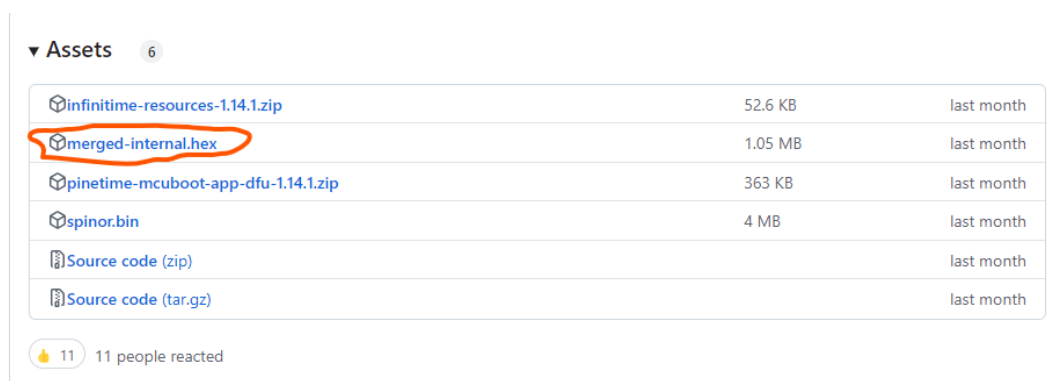 Assets 6
infinitime-resources-1.14.1.zip 52.6 KB last month
merged-internal.hex 1.05 MB last month
pinetime-mcuboot-app-dfu-1.14.1.zip 363 KB last month
spinor.bin 4 MB last month
Source code (zip) last month
Source code (tar.gz) last month
11 11 people reacted